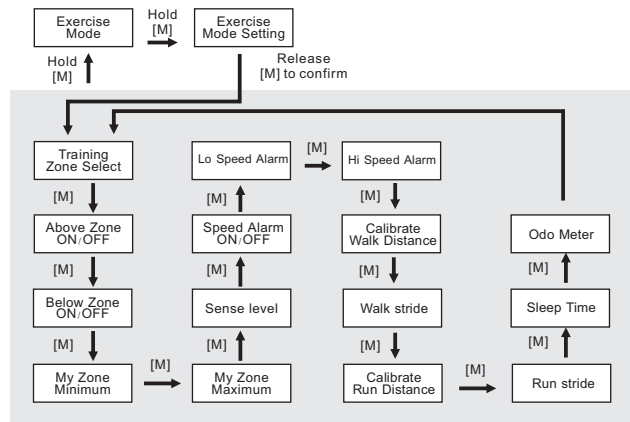 Exercise
Mode
Hold
[M]
Exercise
Mode Setting
Hold
[M]
Release
[M] to confirm
Training
Zone Select
[M]
Above Zone
ON/OFF
[M]
Below Zone
ON/OFF
[M]
My Zone
Minimum
[M]
My Zone
Maximum
[M]
Sense level
[M]
Speed Alarm
ON/OFF
[M]
Lo Speed Alarm
[M]
Hi Speed Alarm
[M]
Calibrate
Walk Distance
[M]
Walk stride
[M]
Calibrate
Run Distance
[M]
Run stride
[M]
Sleep Time
[M]
Odo Meter